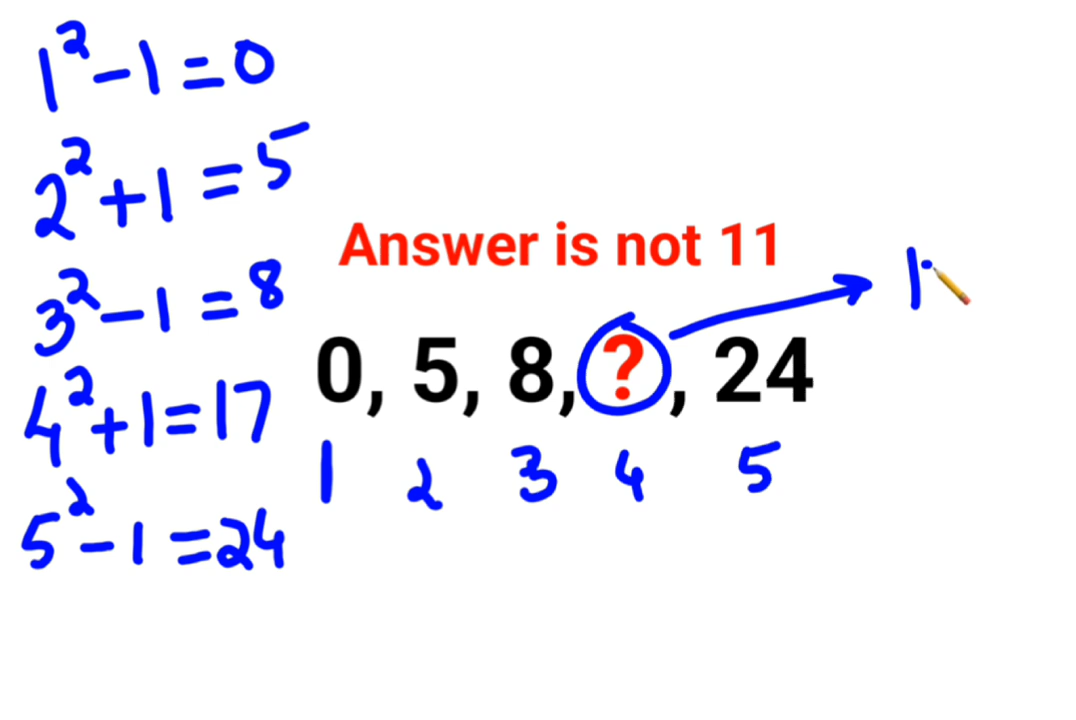 1² – 1 = 0
2² + 1 = 5
3² – 1 = 8
4² + 1 = 17
5² – 1 = 24
Answer is not 11
0, 5, 8, ?, 24
1 2 3 4 5
1